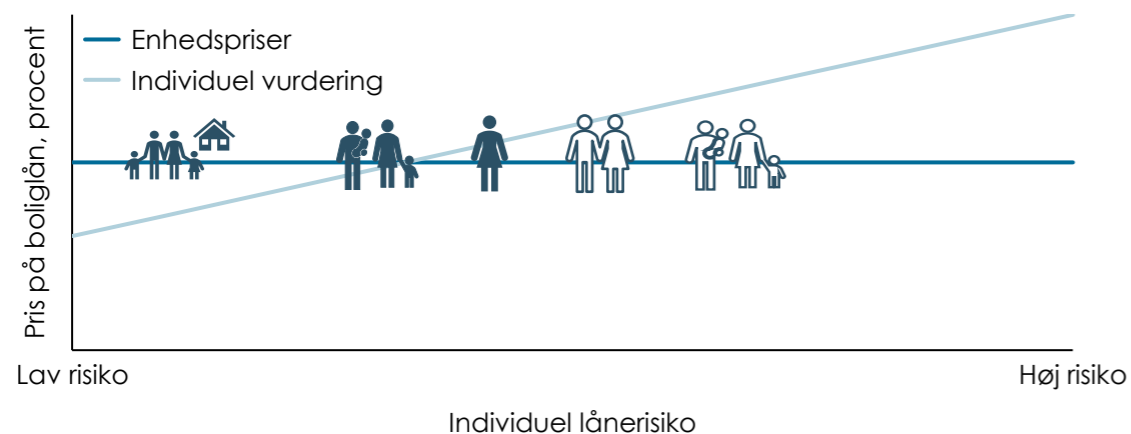 Pris på boliglån, procent
Enhedspriser
Individuel vurdering
Lav risiko
Høj risiko
Individuel lånerisiko